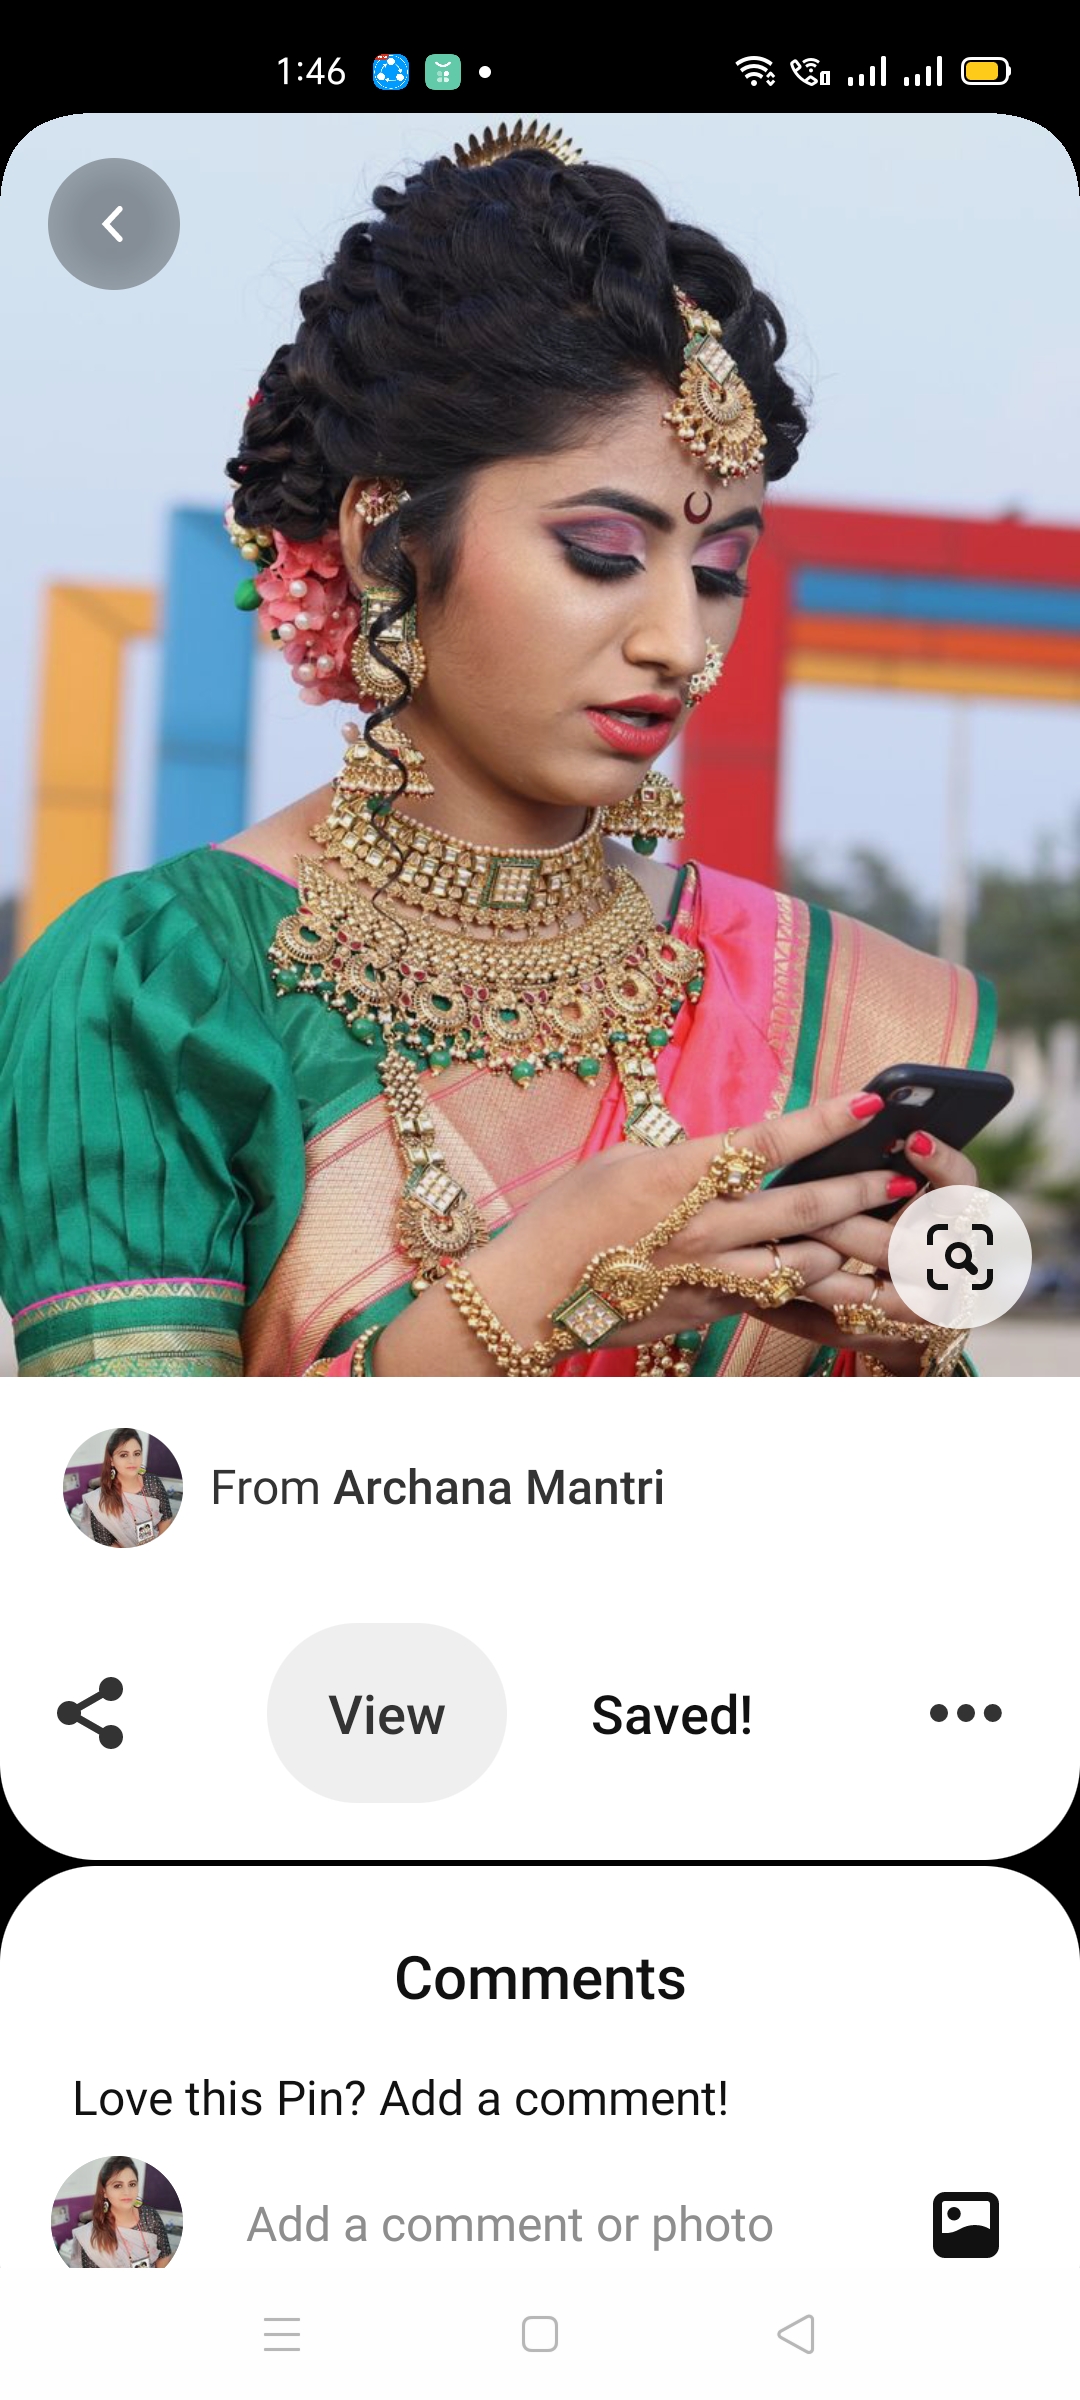 1:46
From Archana Mantri
View
Saved!
Comments
Love this Pin? Add a comment!
Add a comment or photo